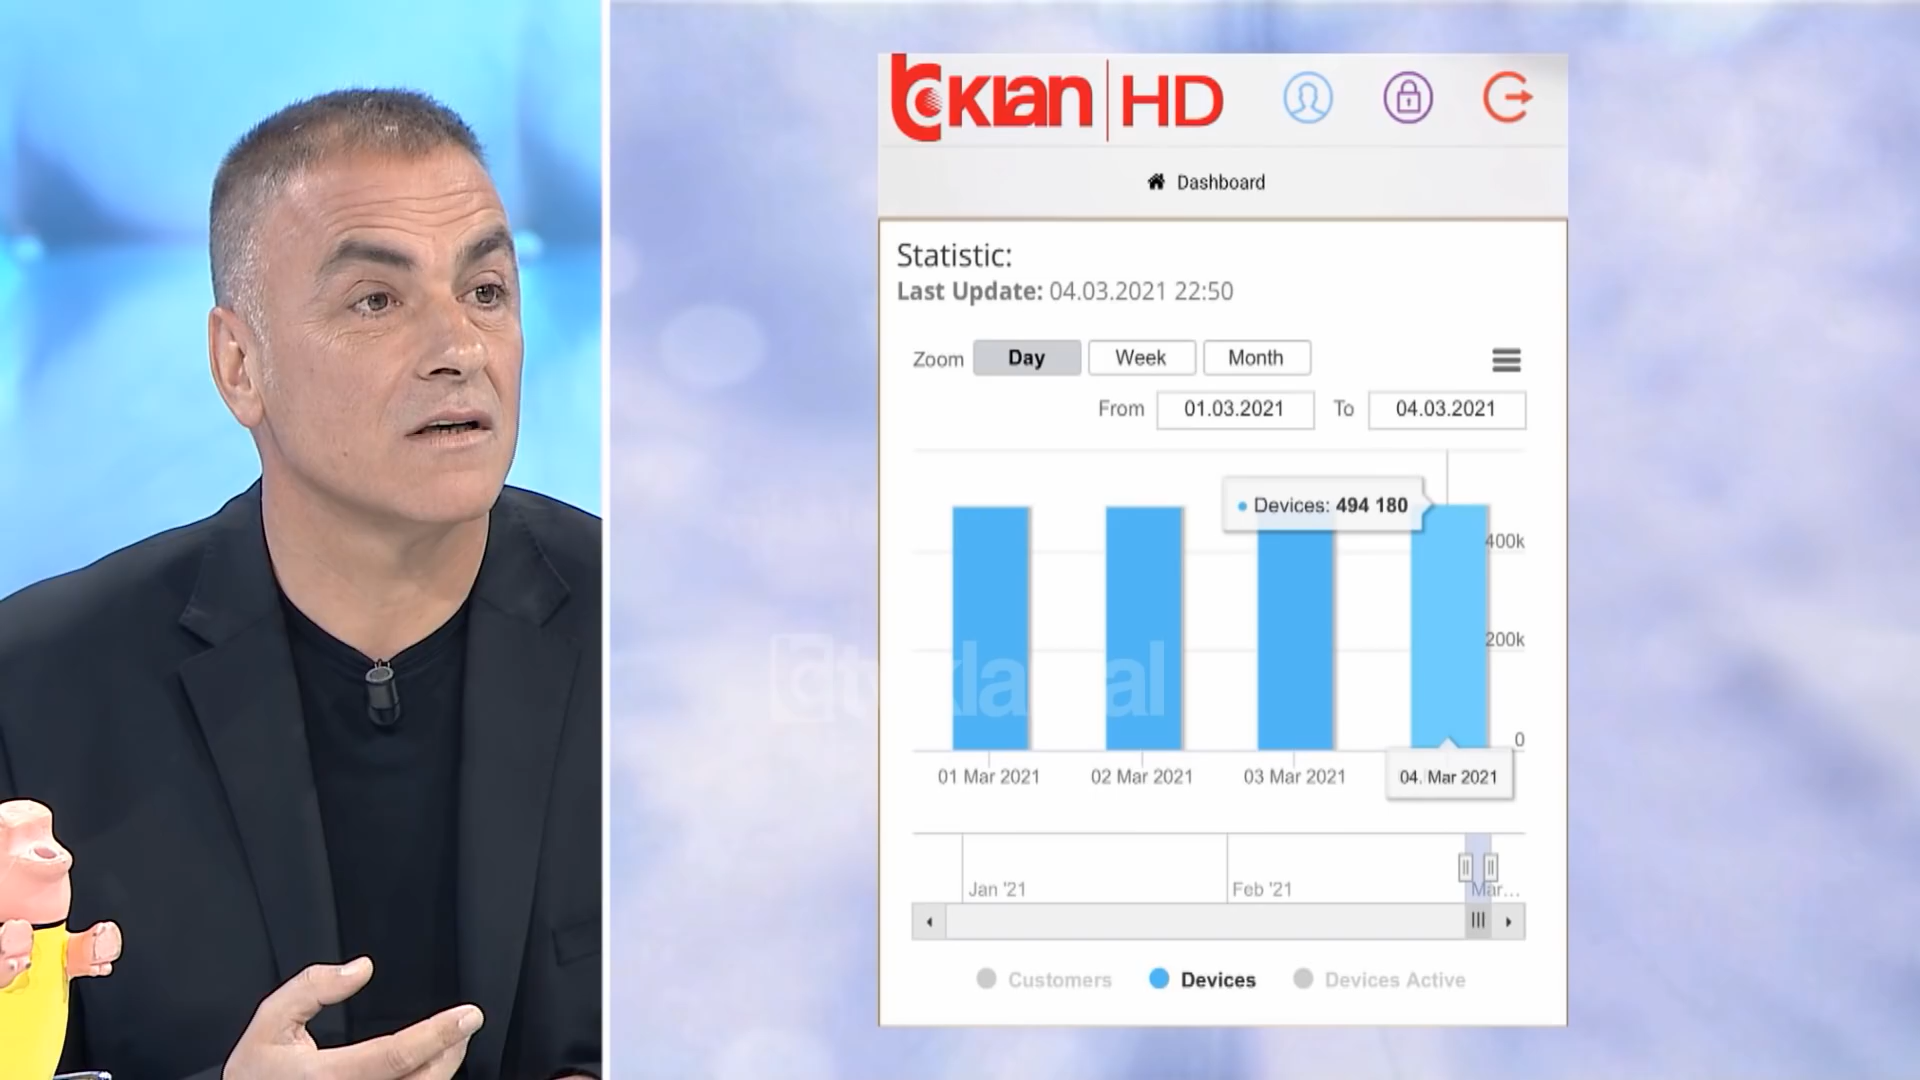 tv KLAN | HD
Dashboard
Statistic:
Last Update: 04.03.2021 22:50
Zoom Day Week Month
From 01.03.2021 To 04.03.2021
Devices: 494 180
400k
200k
0
01 Mar 2021 02 Mar 2021 03 Mar 2021 04. Mar 2021
Jan '21 Feb '21 Mar...
Customers Devices Devices Active